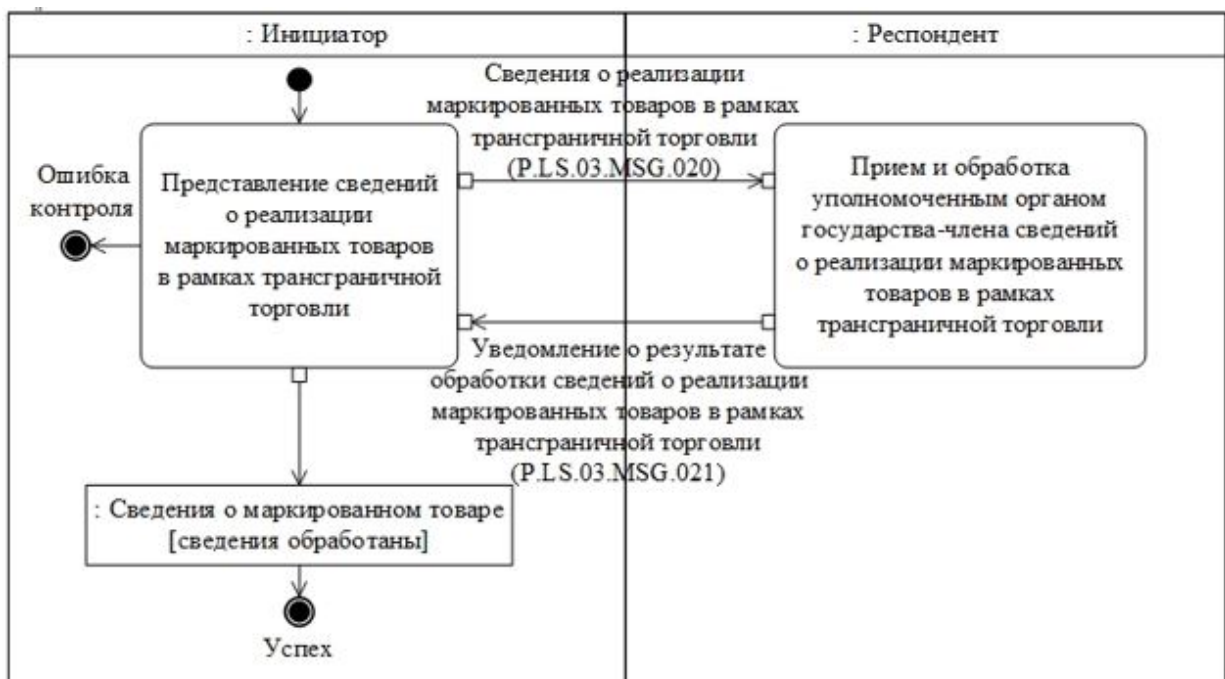 : Инициатор
: Респондент
Сведения о реализации
маркированных товаров в рамках
трансграничной торговли
(P.LS.03.MSG.020)
Ошибка
контроля
Представление сведений
о реализации
маркированных товаров
в рамках трансграничной
торговли
Прием и обработка
уполномоченным органом
государства-члена сведений
о реализации маркированных
товаров в рамках
трансграничной торговли
Уведомление о результате
обработки сведений о реализации
маркированных товаров в рамках
трансграничной торговли
(P.LS.03.MSG.021)
: Сведения о маркированном товаре
[сведения обработаны]
Успех